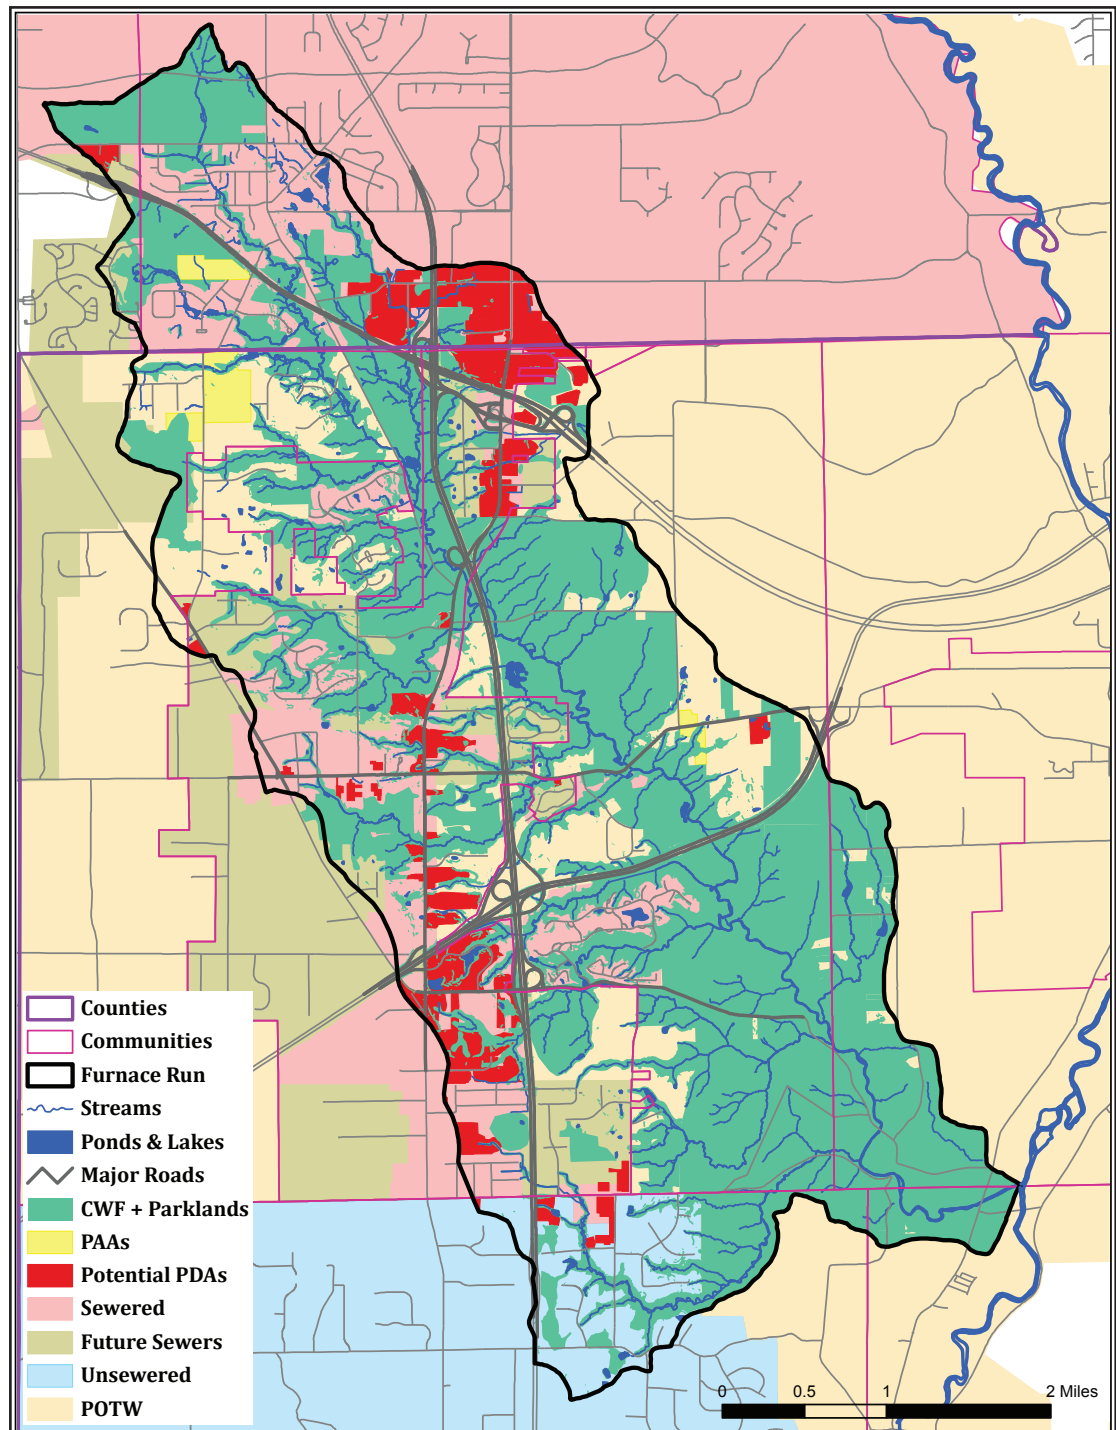 Counties
Communities
Furnace Run
Streams
Ponds & Lakes
Major Roads
CWF + Parklands
PAAs
Potential PDAs
Sewered
Future Sewers
Unsewered
POTW
0 0.5 1 2 Miles